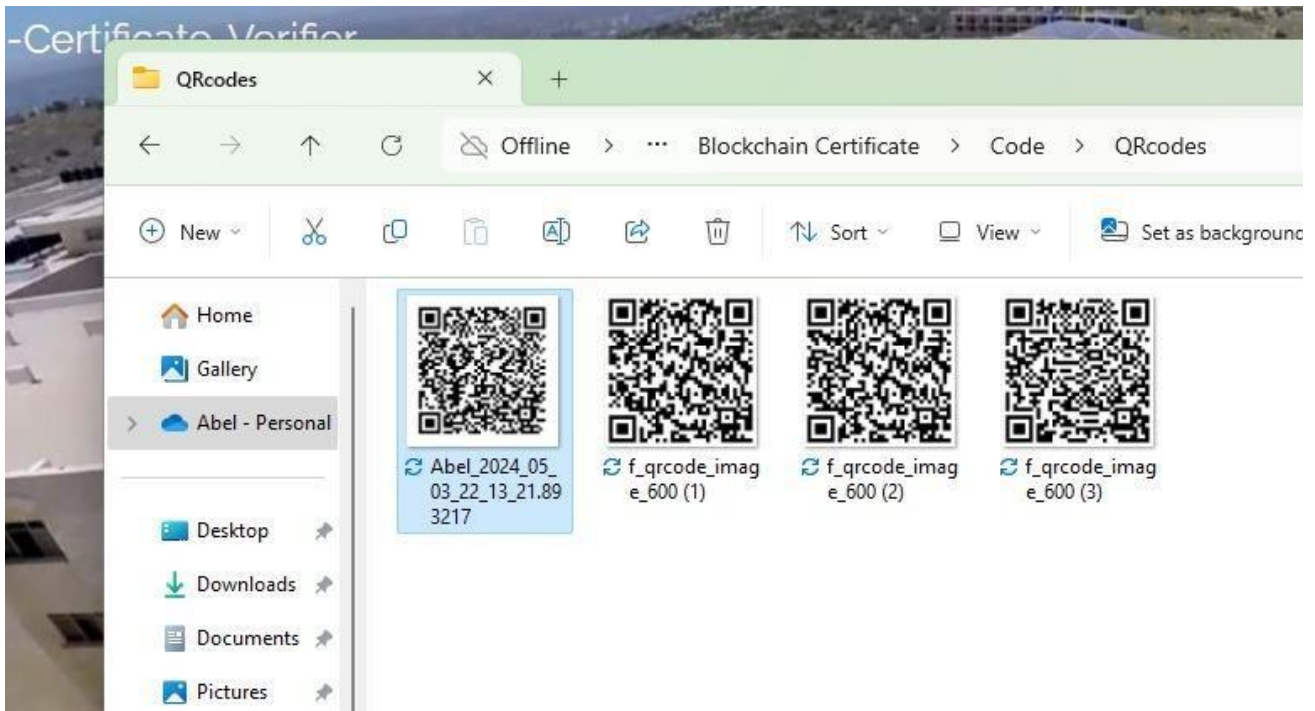 -Certificate Verifier
QRcodes
Offline > ··· Blockchain Certificate > Code > QRcodes
New
Sort
View
Set as background
Home
Gallery
Abel - Personal
Desktop
Downloads
Documents
Pictures
Abel_2024_05_
03_22_13_21.89
3217
f_qrcode_imag
e_600 (1)
f_qrcode_imag
e_600 (2)
f_qrcode_imag
e_600 (3)